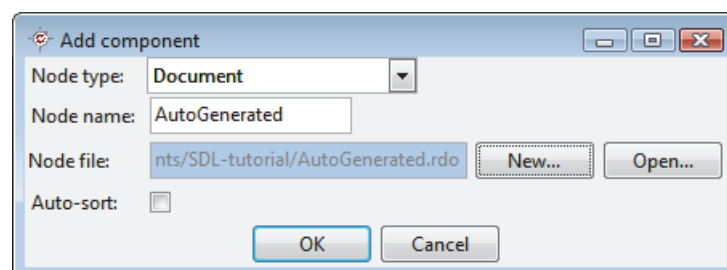 Add component
Node type: Document
Node name: AutoGenerated
Node file: nts/SDL-tutorial/AutoGenerated.rdo New... Open...
Auto-sort:
OK Cancel